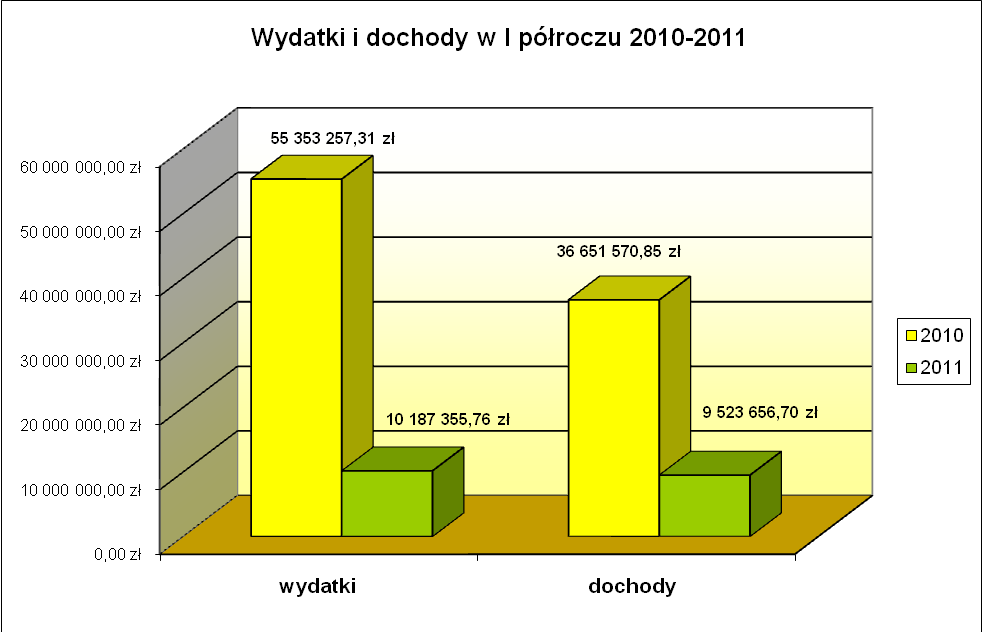 Wydatki i dochody w I półroczu 2010-2011
55 353 257,31 zł
60 000 000,00 zł
50 000 000,00 zł
36 651 570,85 zł
40 000 000,00 zł
2010
30 000 000,00 zł
2011
20 000 000,00 zł
10 187 355,76 zł
9 523 656,70 zł
10 000 000,00 zł
0,00 zł
wydatki
dochody